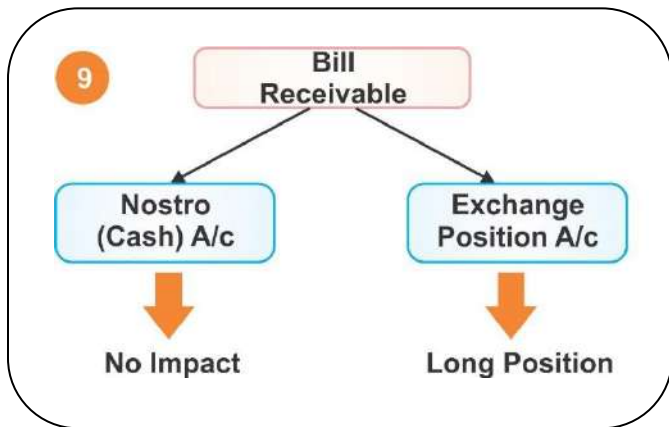 9
Bill
Receivable
Nostro
(Cash) A/c
Exchange
Position A/c
No Impact
Long Position